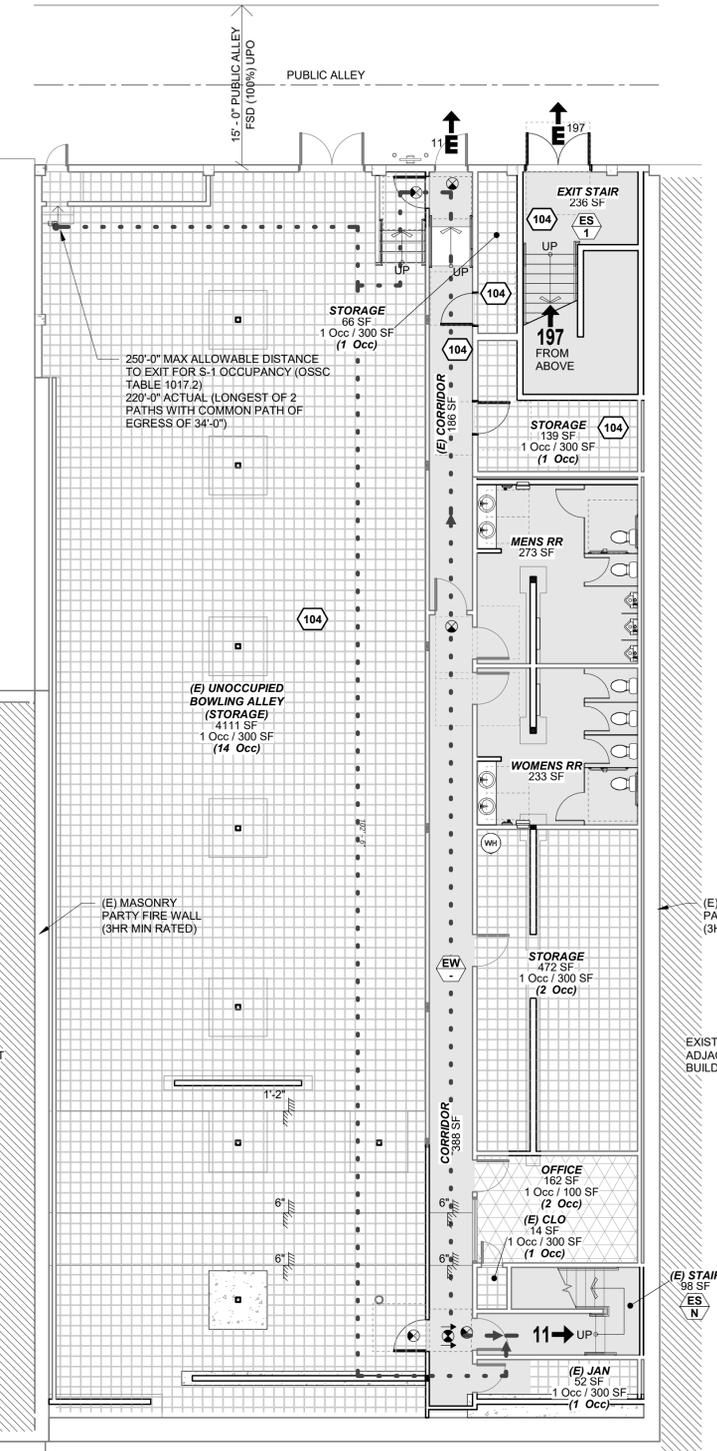 PUBLIC ALLEY
15' - 0" PUBLIC ALLEY
FSD (100%) UPO
11
E
E
197
EXIT STAIR
236 SF
104
ES
1
UP
UP
UP
104
STORAGE
66 SF
1 Occ / 300 SF
(1 Occ)
197
FROM
ABOVE
104
250'-0" MAX ALLOWABLE DISTANCE
TO EXIT FOR S-1 OCCUPANCY (OSSC
TABLE 1017.2)
220'-0" ACTUAL (LONGEST OF 2
PATHS WITH COMMON PATH OF
EGRESS OF 34'-0")
(E) CORRIDOR
186 SF
STORAGE
139 SF
1 Occ / 300 SF
(1 Occ)
104
MENS RR
273 SF
104
(E) UNOCCUPIED
BOWLING ALLEY
(STORAGE)
4111 SF
1 Occ / 300 SF
(14 Occ)
WOMENS RR
233 SF
WH
(E) MASONRY
PARTY FIRE WALL
(3HR MIN RATED)
(E)
PA
(3H
EW
-
STORAGE
472 SF
1 Occ / 300 SF
(2 Occ)
T
EXIST
ADJAC
BUILD
1'-2"
CORRIDOR
388 SF
OFFICE
162 SF
1 Occ / 100 SF
(2 Occ)
6"
6"
(E) CLO
14 SF
1 Occ / 300 SF
(1 Occ)
6"
6"
(E) STAIR
98 SF
ES
N
11
UP
(E) JAN
52 SF
1 Occ / 300 SF
(1 Occ)